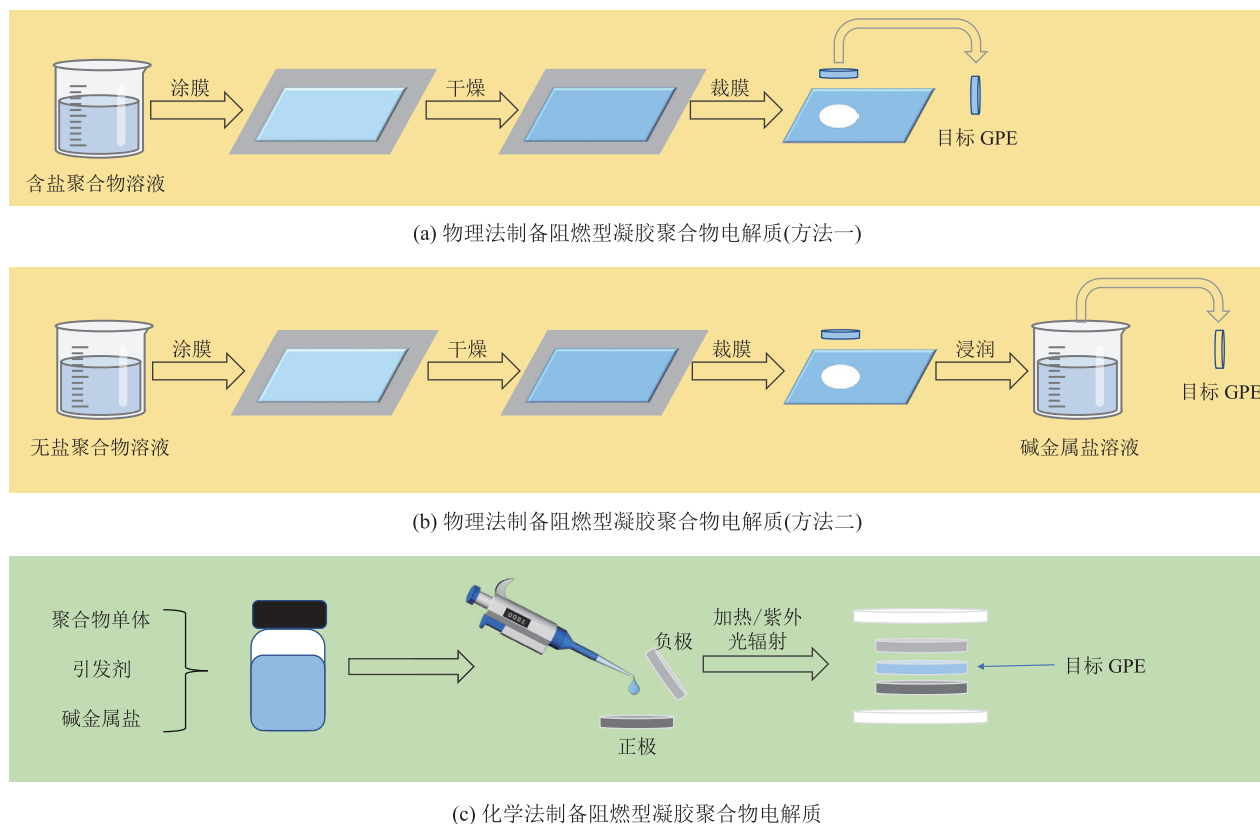 涂膜
干燥
裁膜
目标 GPE
含盐聚合物溶液
(a) 物理法制备阻燃型凝胶聚合物电解质(方法一)
涂膜
干燥
裁膜
浸润
目标 GPE
无盐聚合物溶液
碱金属盐溶液
(b) 物理法制备阻燃型凝胶聚合物电解质(方法二)
聚合物单体
引发剂
碱金属盐
0000
负极
正极
加热/紫外
光辐射
目标 GPE
(c) 化学法制备阻燃型凝胶聚合物电解质